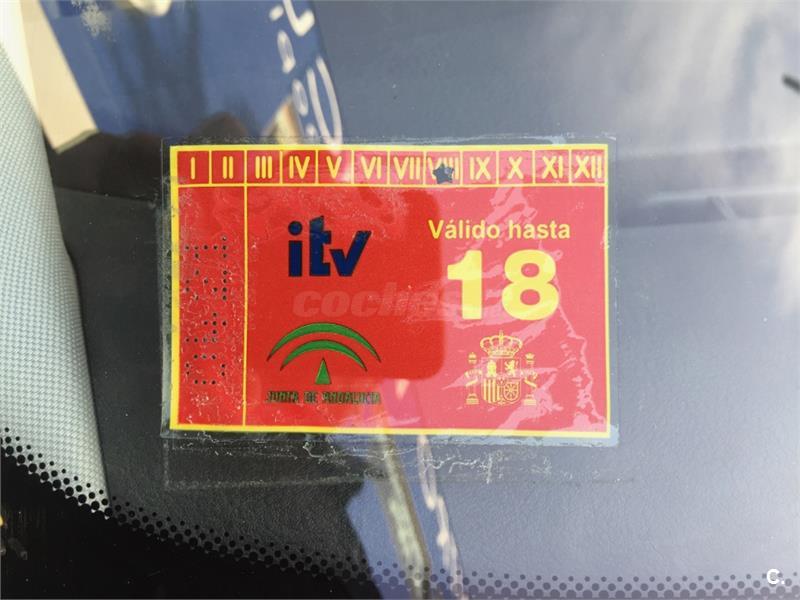 I II III IV V VI VII VIII IX X XI XII
itv
Válido hasta
18
JUNTA DE ANDALUCIA
coches
C.